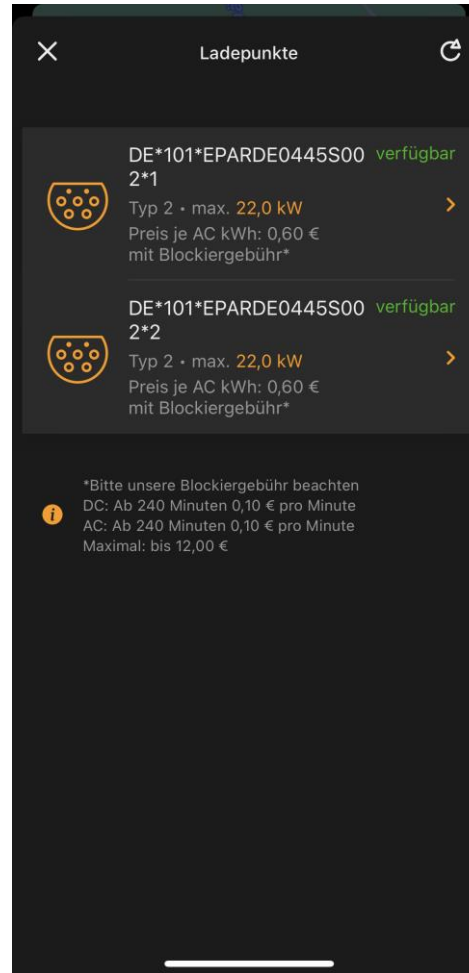 Ladepunkte
DE*101*EPARDE0445S00 verfügbar
2*1
Typ 2 • max. 22,0 kW
Preis je AC kWh: 0,60 €
mit Blockiergebühr*
DE*101*EPARDE0445S00 verfügbar
2*2
Typ 2 • max. 22,0 kW
Preis je AC kWh: 0,60 €
mit Blockiergebühr*
*Bitte unsere Blockiergebühr beachten
DC: Ab 240 Minuten 0,10 € pro Minute
AC: Ab 240 Minuten 0,10 € pro Minute
Maximal: bis 12,00 €